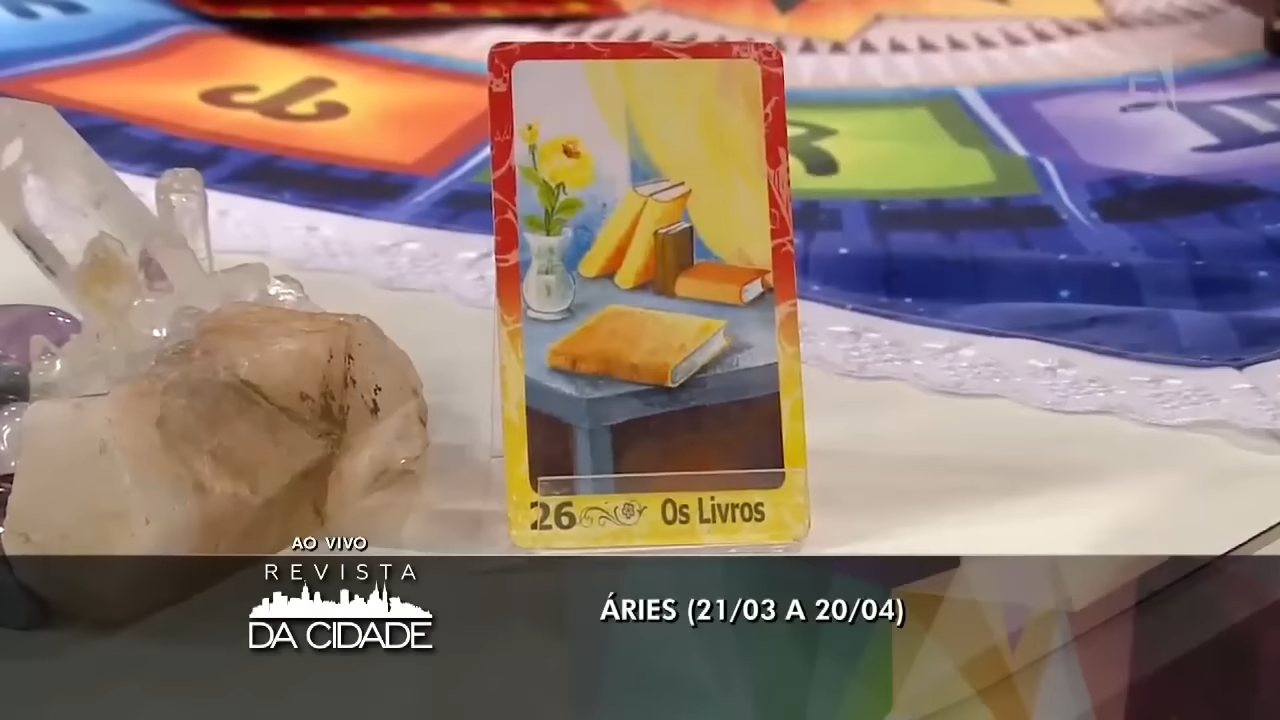 26 Os Livros
AO VIVO
REVISTA
DA CIDADE
ÁRIES (21/03 A 20/04)